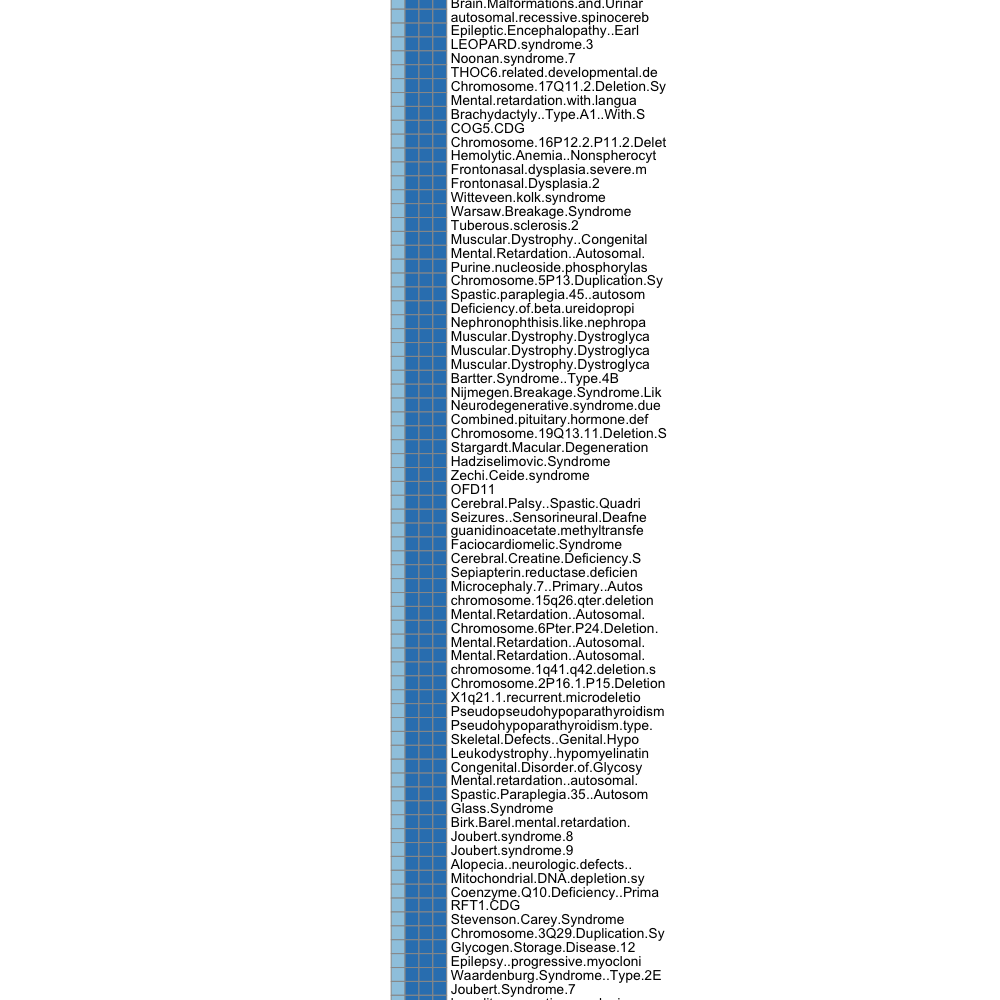 Brain.Malformations.and.Urinar
autosomal.recessive.spinocereb
Epileptic.Encephalopathy..Earl
LEOPARD.syndrome.3
Noonan.syndrome.7
THOC6.related.developmental.de
Chromosome.17Q11.2.Deletion.Sy
Mental.retardation.with.langua
Brachydactyly..Type.A1..With.S
COG5.CDG
Chromosome.16P12.2.P11.2.Delet
Hemolytic.Anemia..Nonspherocyt
Frontonasal.dysplasia.severe.m
Frontonasal.Dysplasia.2
Witteveen.kolk.syndrome
Warsaw.Breakage.Syndrome
Tuberous.sclerosis.2
Muscular.Dystrophy..Congenital
Mental.Retardation..Autosomal.
Purine.nucleoside.phosphorylas
Chromosome.5P13.Duplication.Sy
Spastic.paraplegia.45..autosom
Deficiency.of.beta.ureidopropi
Nephronophthisis.like.nephropa
Muscular.Dystrophy.Dystroglyca
Muscular.Dystrophy.Dystroglyca
Muscular.Dystrophy.Dystroglyca
Bartter.Syndrome..Type.4B
Nijmegen.Breakage.Syndrome.Lik
Neurodegenerative.syndrome.due
Combined.pituitary.hormone.def
Chromosome.19Q13.11.Deletion.S
Stargardt.Macular.Degeneration
Hadziselimovic.Syndrome
Zechi.Ceide.syndrome
OFD11
Cerebral.Palsy..Spastic.Quadri
Seizures..Sensorineural.Deafne
guanidinoacetate.methyltransfe
Faciocardiomelic.Syndrome
Cerebral.Creatine.Deficiency.S
Sepiapterin.reductase.deficien
Microcephaly.7..Primary..Autos
chromosome.15q26.qter.deletion
Mental.Retardation..Autosomal.
Chromosome.6Pter.P24.Deletion.
Mental.Retardation..Autosomal.
Mental.Retardation..Autosomal.
chromosome.1q41.q42.deletion.s
Chromosome.2P16.1.P15.Deletion
X1q21.1.recurrent.microdeletio
Pseudopseudohypoparathyroidism
Pseudohypoparathyroidism.type.
Skeletal.Defects..Genital.Hypo
Leukodystrophy..hypomyelinatin
Congenital.Disorder.of.Glycosy
Mental.retardation..autosomal.
Spastic.Paraplegia.35..Autosom
Glass.Syndrome
Birk.Barel.mental.retardation.
Joubert.syndrome.8
Joubert.syndrome.9
Alopecia..neurologic.defects..
Mitochondrial.DNA.depletion.sy
Coenzyme.Q10.Deficiency..Prima
RFT1.CDG
Stevenson.Carey.Syndrome
Chromosome.3Q29.Duplication.Sy
Glycogen.Storage.Disease.12
Epilepsy..progressive.myocloni
Waardenburg.Syndrome..Type.2E
Joubert.Syndrome.7